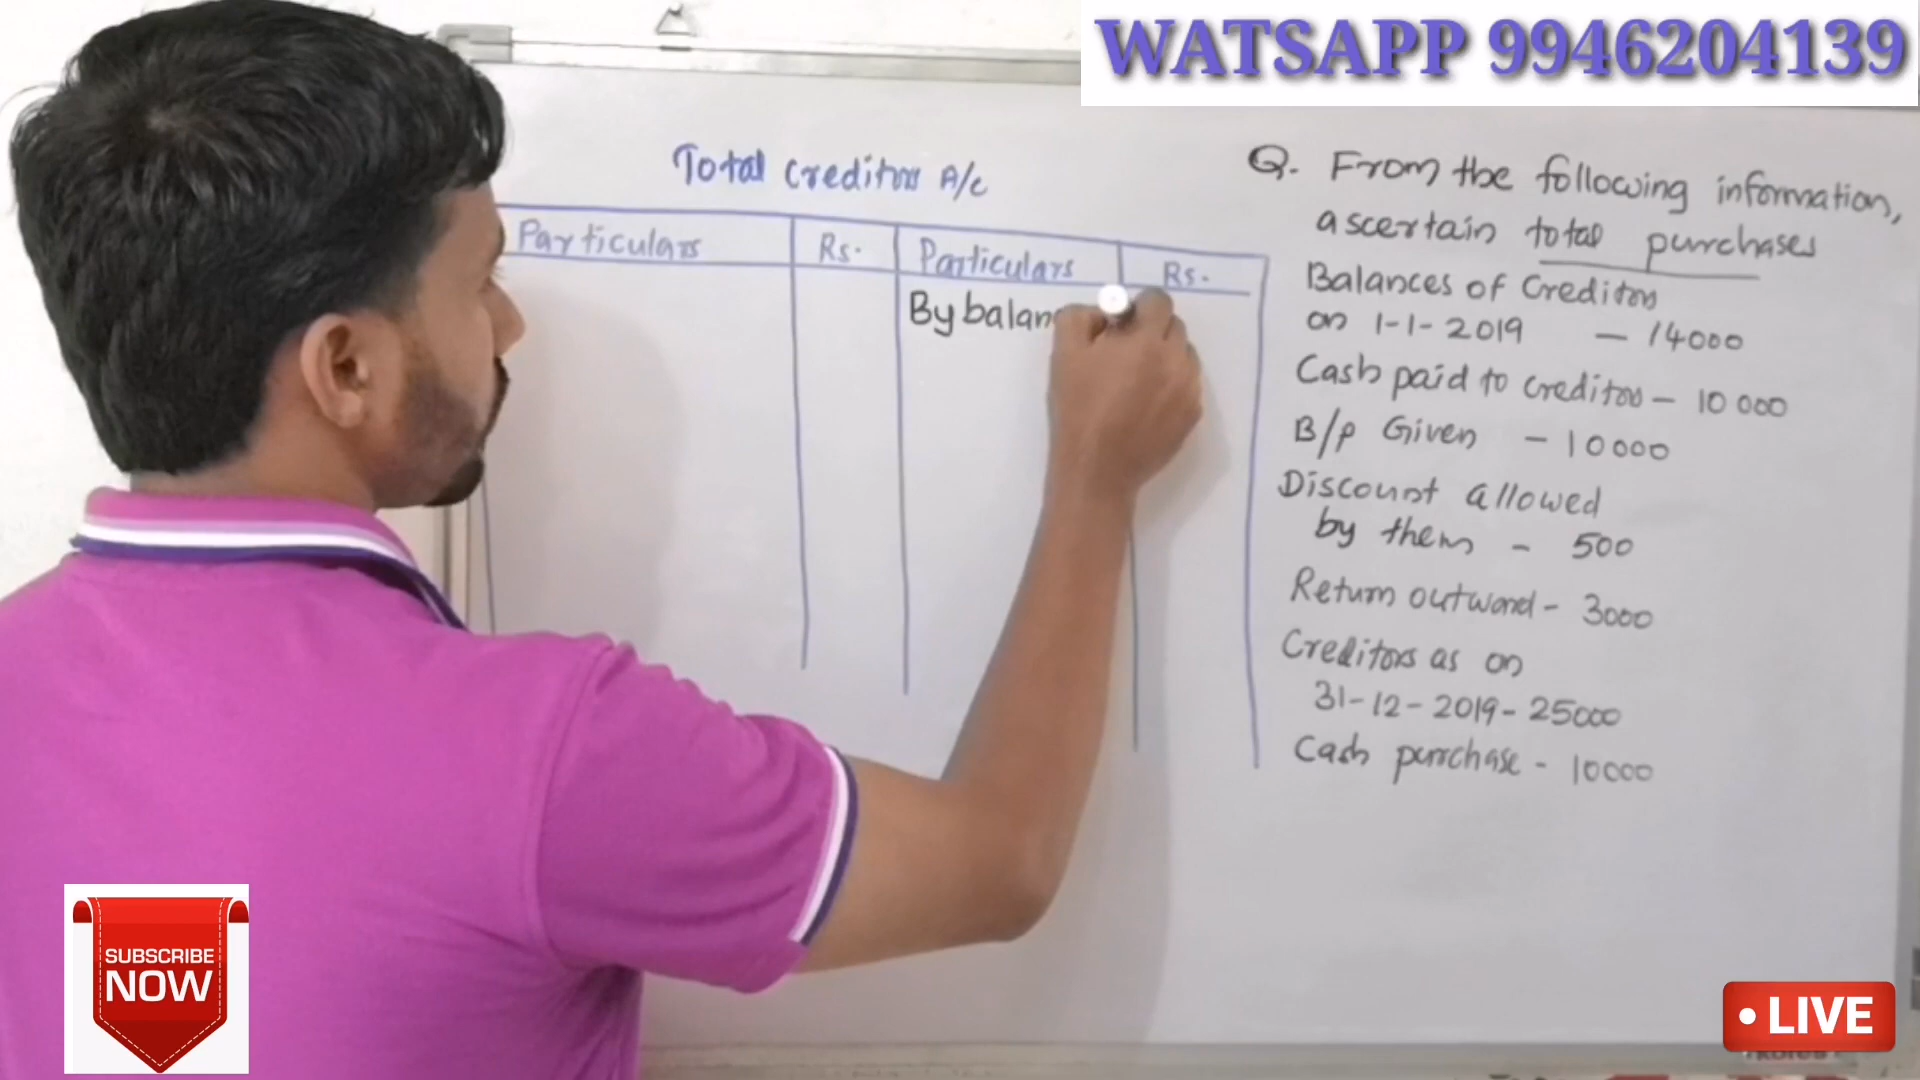 WATSAPP 9946204139
Total Creditors A/c
Particulars Rs. Particulars Rs.
By balan
Q. From the following information,
ascertain total purchases
Balances of Creditors
on 1-1-2019 - 14000
Cash paid to creditors - 10000
B/P Given - 10000
Discount allowed
by them - 500
Return outward - 3000
Creditors as on
31-12-2019-25000
Cash purchase - 10000
SUBSCRIBE
NOW
LIVE